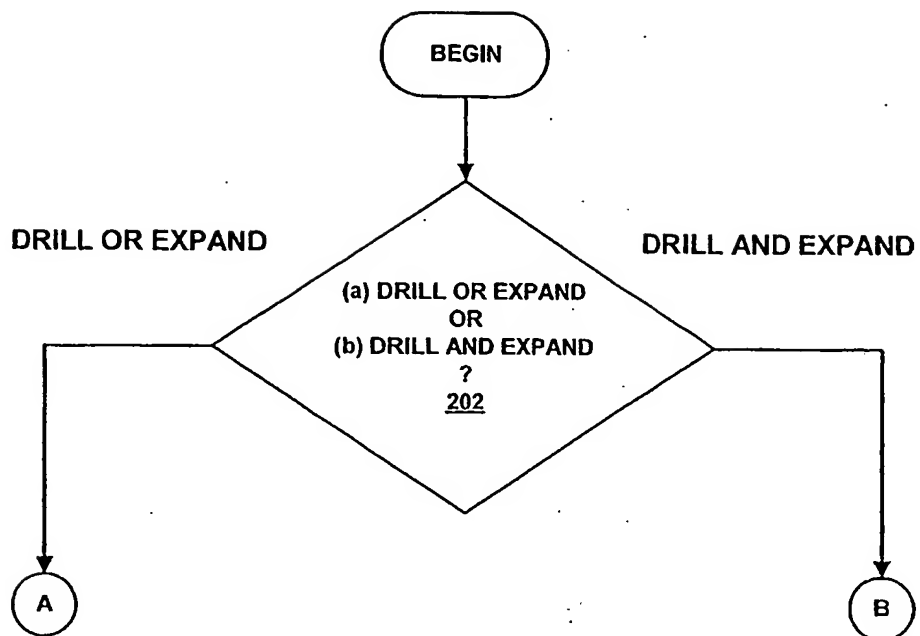 BEGIN
DRILL OR EXPAND
DRILL AND EXPAND
(a) DRILL OR EXPAND
OR
(b) DRILL AND EXPAND
?
202
A
B